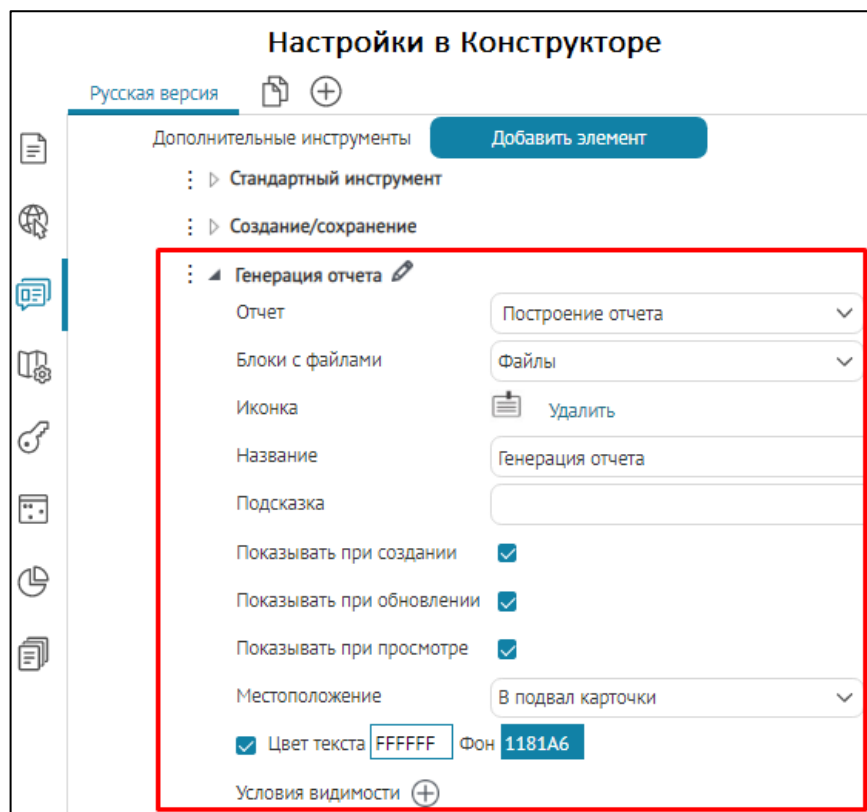 Настройки в Конструкторе
Русская версия
Дополнительные инструменты Добавить элемент
Стандартный инструмент
Создание/сохранение
Генерация отчета
Отчет Построение отчета
Блоки с файлами Файлы
Иконка Удалить
Название Генерация отчета
Подсказка
Показывать при создании
Показывать при обновлении
Показывать при просмотре
Местоположение В подвал карточки
Цвет текста FFFFFF Фон 1181A6
Условия видимости